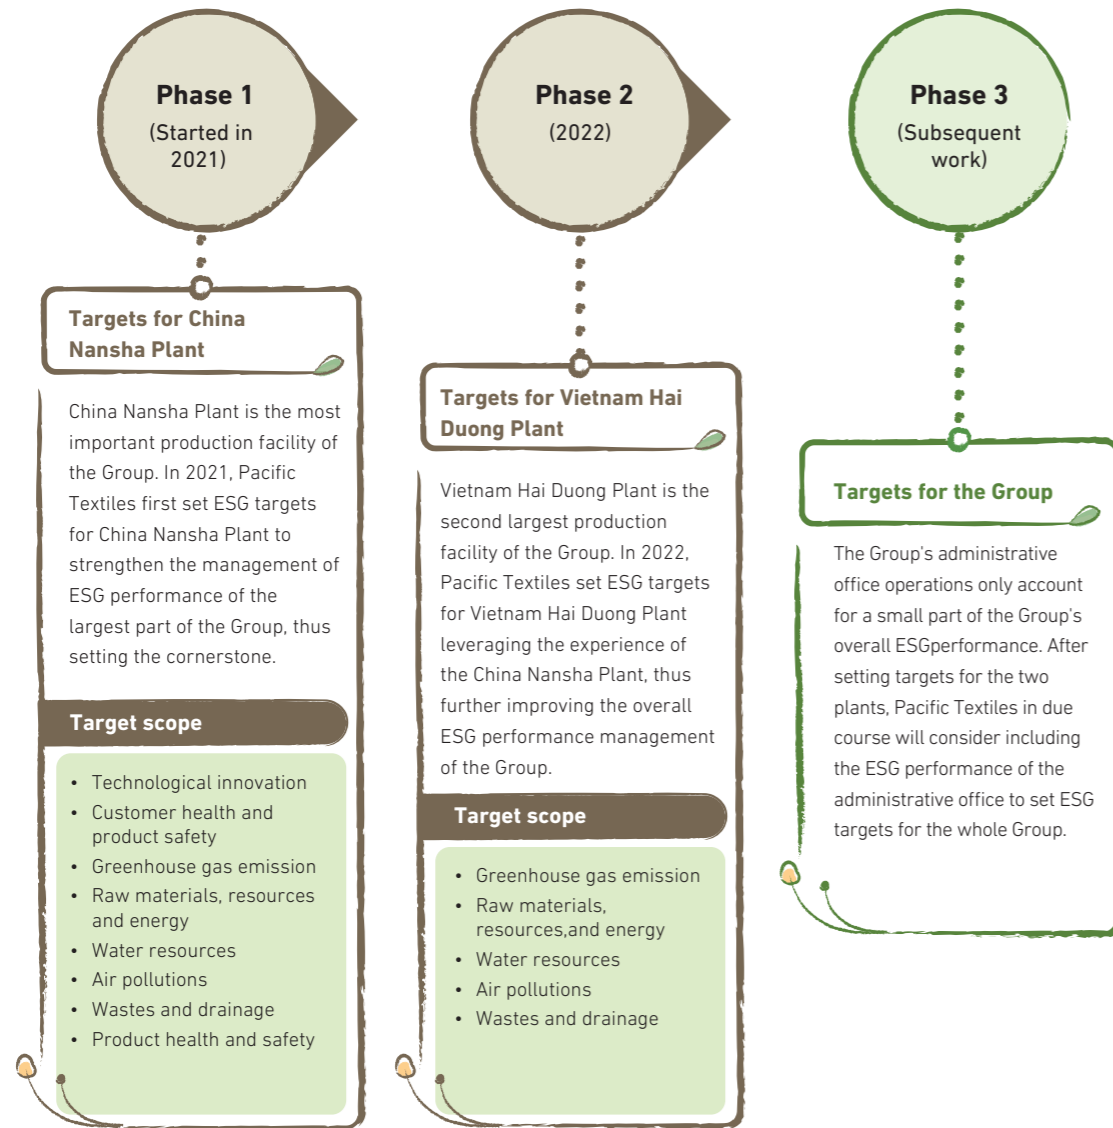 Phase 1
(Started in
2021)
Targets for China
Nansha Plant
China Nansha Plant is the most
important production facility of
the Group. In 2021, Pacific
Textiles first set ESG targets
for China Nansha Plant to
strengthen the management of
ESG performance of the
largest part of the Group, thus
setting the cornerstone.
Target scope
• Technological innovation
• Customer health and
product safety
• Greenhouse gas emission
• Raw materials, resources
and energy
• Water resources
• Air pollutions
• Wastes and drainage
• Product health and safety
Phase 2
(2022)
Targets for Vietnam Hai
Duong Plant
Vietnam Hai Duong Plant is the
second largest production
facility of the Group. In 2022,
Pacific Textiles set ESG targets
for Vietnam Hai Duong Plant
leveraging the experience of
the China Nansha Plant, thus
further improving the overall
ESG performance management
of the Group.
Target scope
• Greenhouse gas emission
• Raw materials,
resources,and energy
• Water resources
• Air pollutions
• Wastes and drainage
Phase 3
(Subsequent
work)
Targets for the Group
The Group's administrative
office operations only account
for a small part of the Group's
overall ESGperformance. After
setting targets for the two
plants, Pacific Textiles in due
course will consider including
the ESG performance of the
administrative office to set ESG
targets for the whole Group.